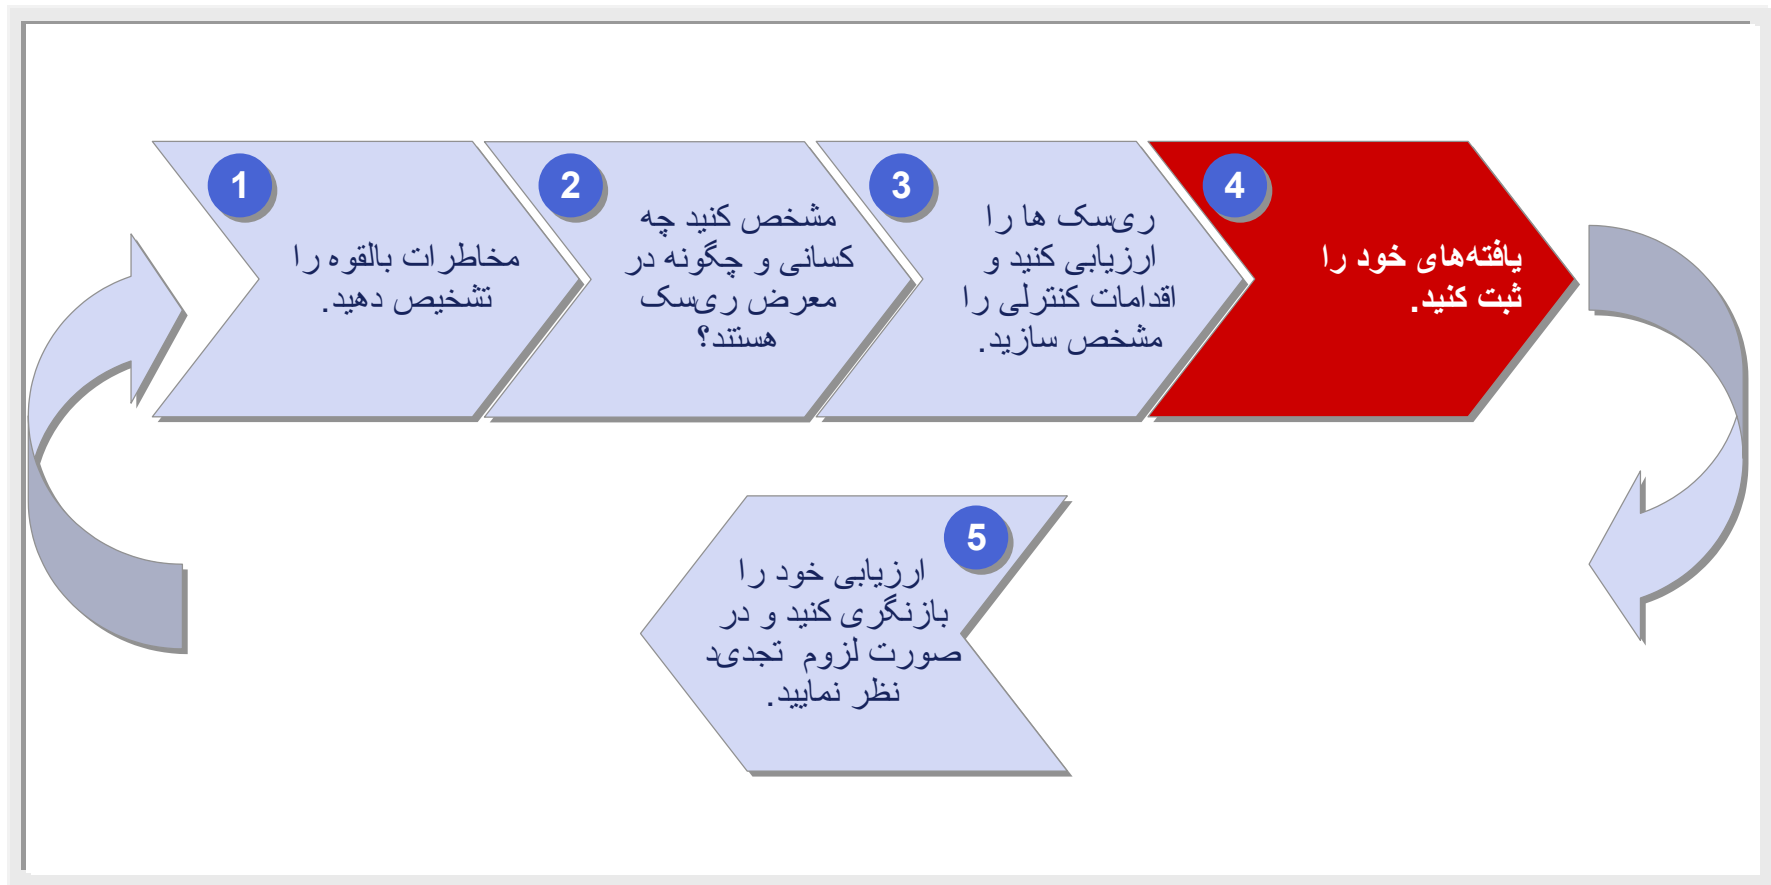 1
مخاطرات بالقوه را
تشخیص دهید.
2
مشخص کنید چه
کسانی و چگونه در
معرض ریسک
هستند؟
3
ریسک ها را
ارزیابی کنید و
اقدامات کنترلی را
مشخص سازید.
4
یافته‌های خود را
ثبت کنید.
5
ارزیابی خود را
بازنگری کنید و در
صورت لزوم تجدید
نظر نمایید.